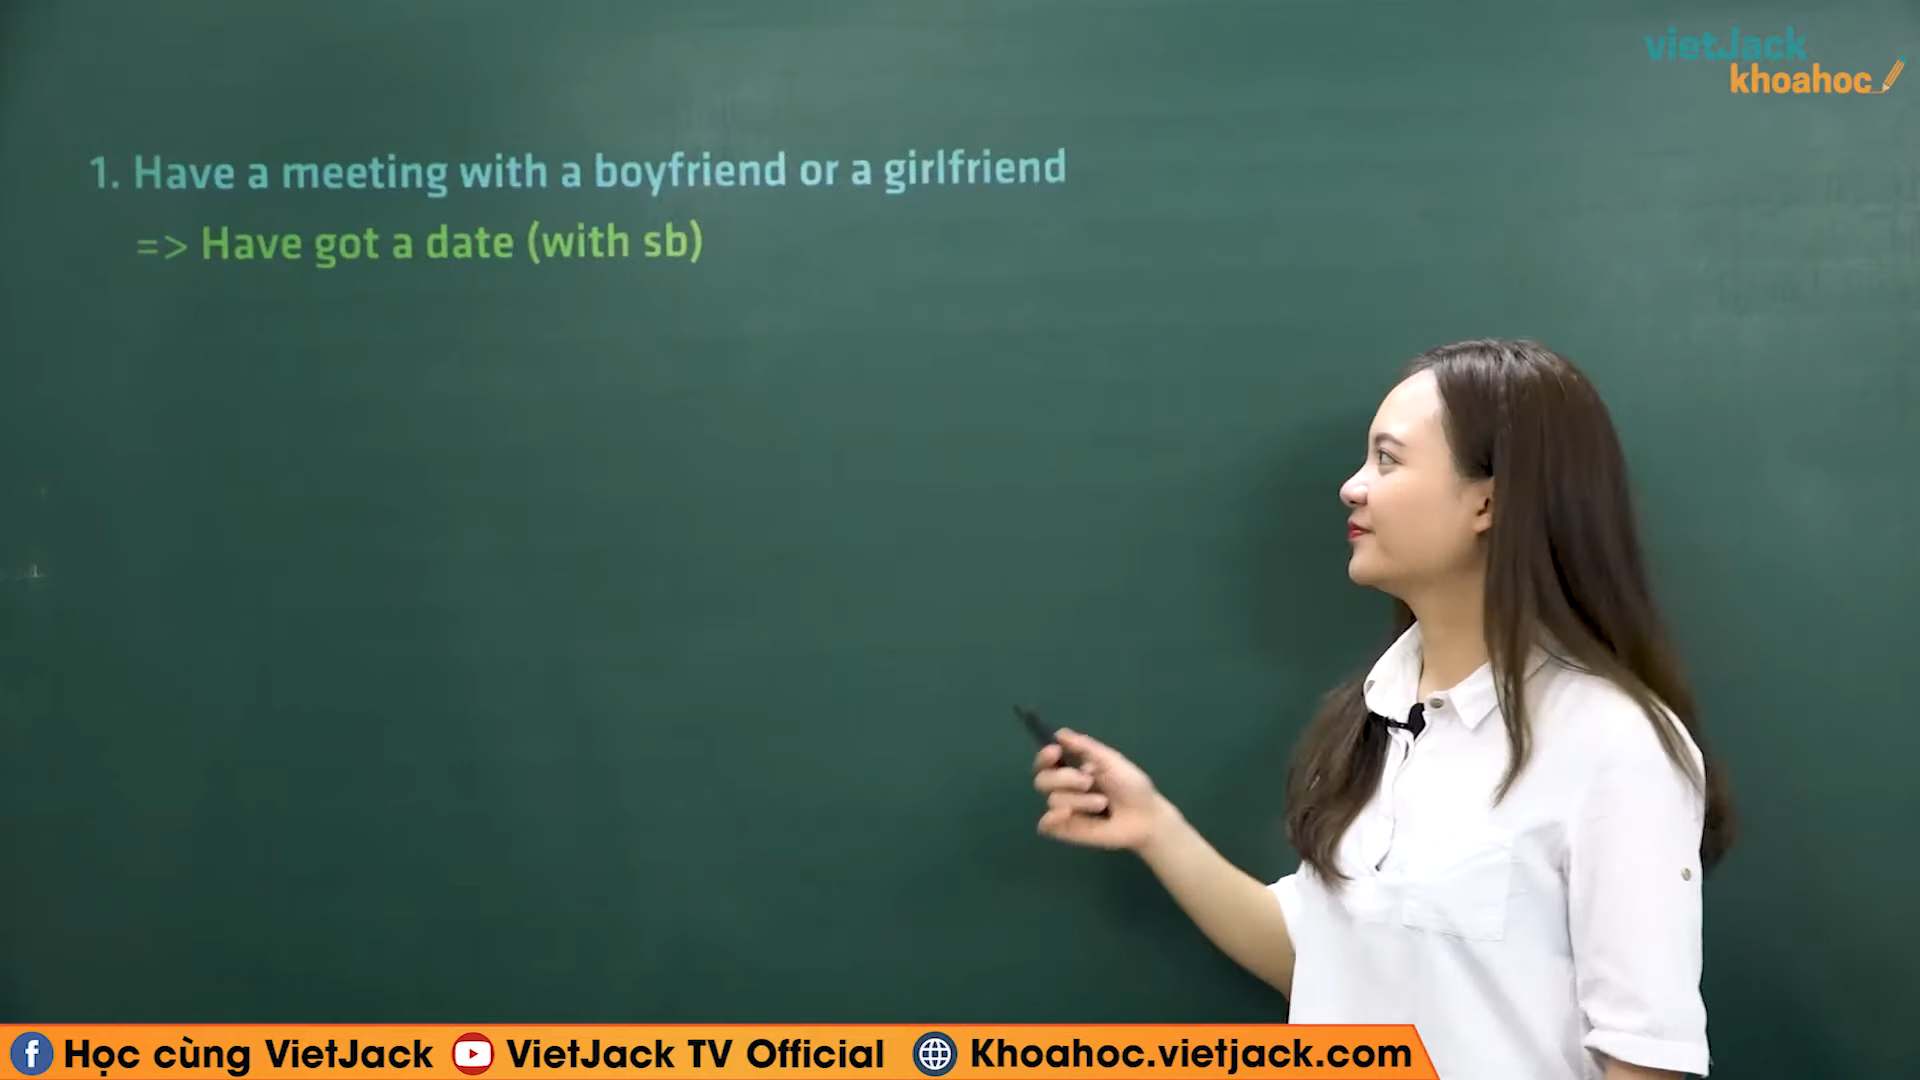 vietJack
khoahoc
1. Have a meeting with a boyfriend or a girlfriend
=> Have got a date (with sb)
Học cùng VietJack VietJack TV Official Khoahoc.vietjack.com